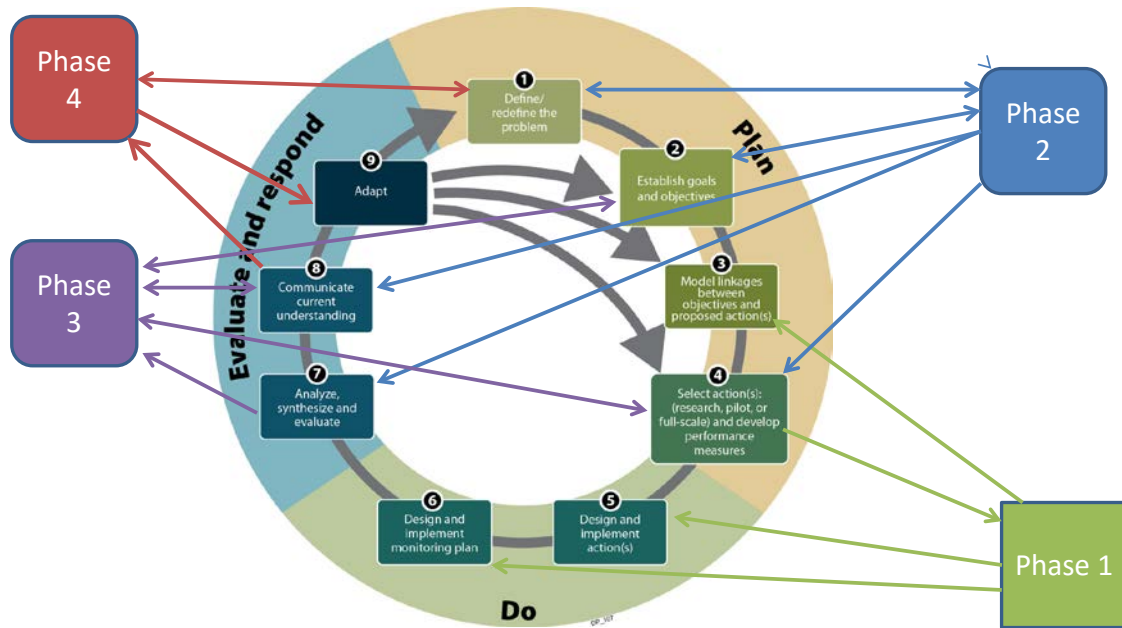 Phase
4
Phase
3
Phase
2
Phase 1
Plan
Do
Evaluate and respond
1
Define/
redefine the
problem
2
Establish goals
and objectives
3
Model linkages
between
objectives and
proposed action(s)
4
Select action(s):
(research, pilot, or
full-scale) and develop
performance
measures
5
Design and
implement
action(s)
6
Design and
implement
monitoring plan
7
Analyze,
synthesize and
evaluate
8
Communicate
current
understanding
9
Adapt